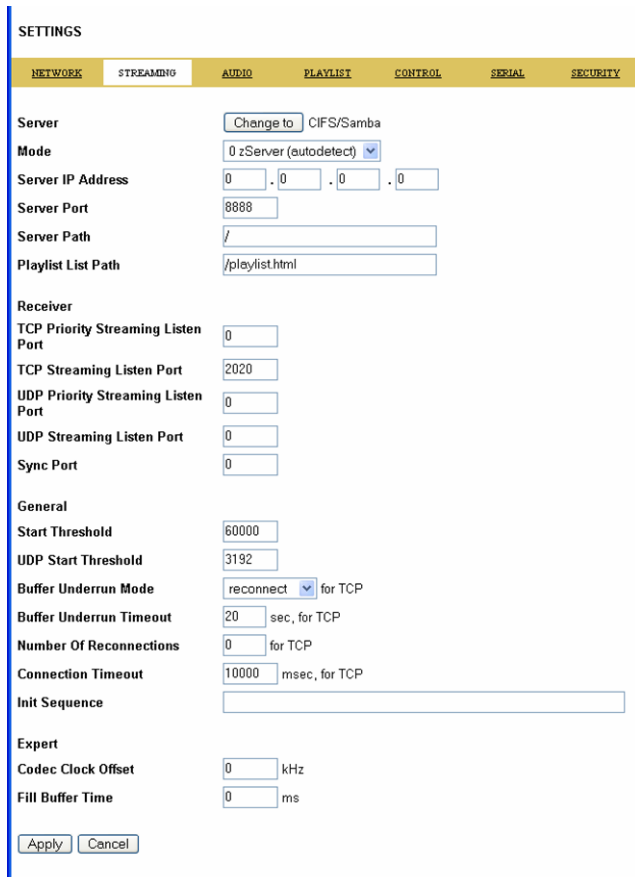 SETTINGS
NETWORK STREAMING AUDIO PLAYLIST CONTROL SERIAL SECURITY
Server Change to CIFS/Samba
Mode 0 zServer (autodetect)
Server IP Address 0 . 0 . 0 . 0
Server Port 8888
Server Path /
Playlist List Path /playlist.html
Receiver
TCP Priority Streaming Listen
Port 0
TCP Streaming Listen Port 2020
UDP Priority Streaming Listen
Port 0
UDP Streaming Listen Port 0
Sync Port 0
General
Start Threshold 60000
UDP Start Threshold 3192
Buffer Underrun Mode reconnect for TCP
Buffer Underrun Timeout 20 sec, for TCP
Number Of Reconnections 0 for TCP
Connection Timeout 10000 msec, for TCP
Init Sequence
Expert
Codec Clock Offset 0 kHz
Fill Buffer Time 0 ms
Apply Cancel